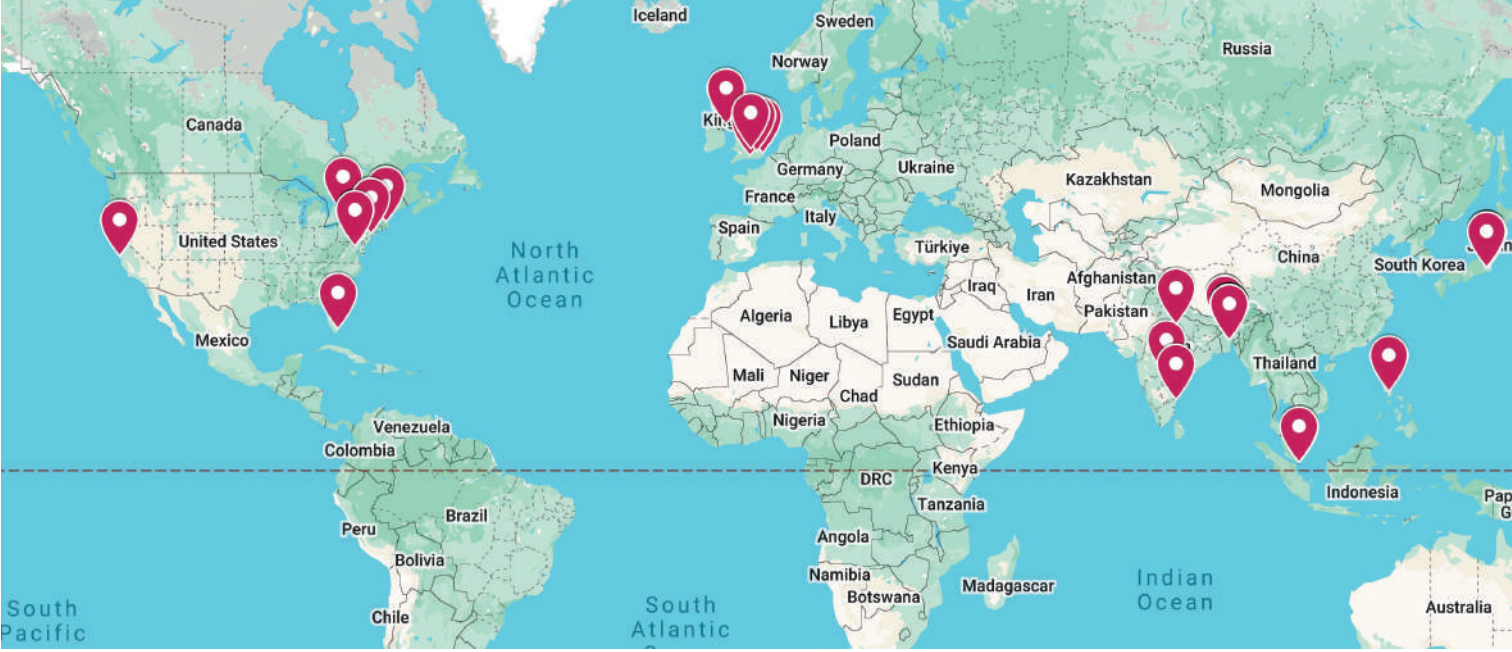 Iceland
Sweden
Norway
Russia
Canada
Poland
Germany
Ukraine
France
Kazakhstan
Mongolia
Italy
Spain
United States
Türkiye
North
Atlantic
Ocean
China
South Korea
Afghanistan
Iraq
Iran
Pakistan
Algeria
Libya
Egypt
Saudi Arabia
Mexico
Thailand
Mali
Niger
Sudan
Chad
Nigeria
Ethiopia
Venezuela
Colombia
Kenya
DRC
Indonesia
Tanzania
Brazil
Peru
Angola
Bolivia
Namibia
Botswana
Madagascar
Indian
Ocean
South
Pacific
South
Atlantic
Chile
Australia